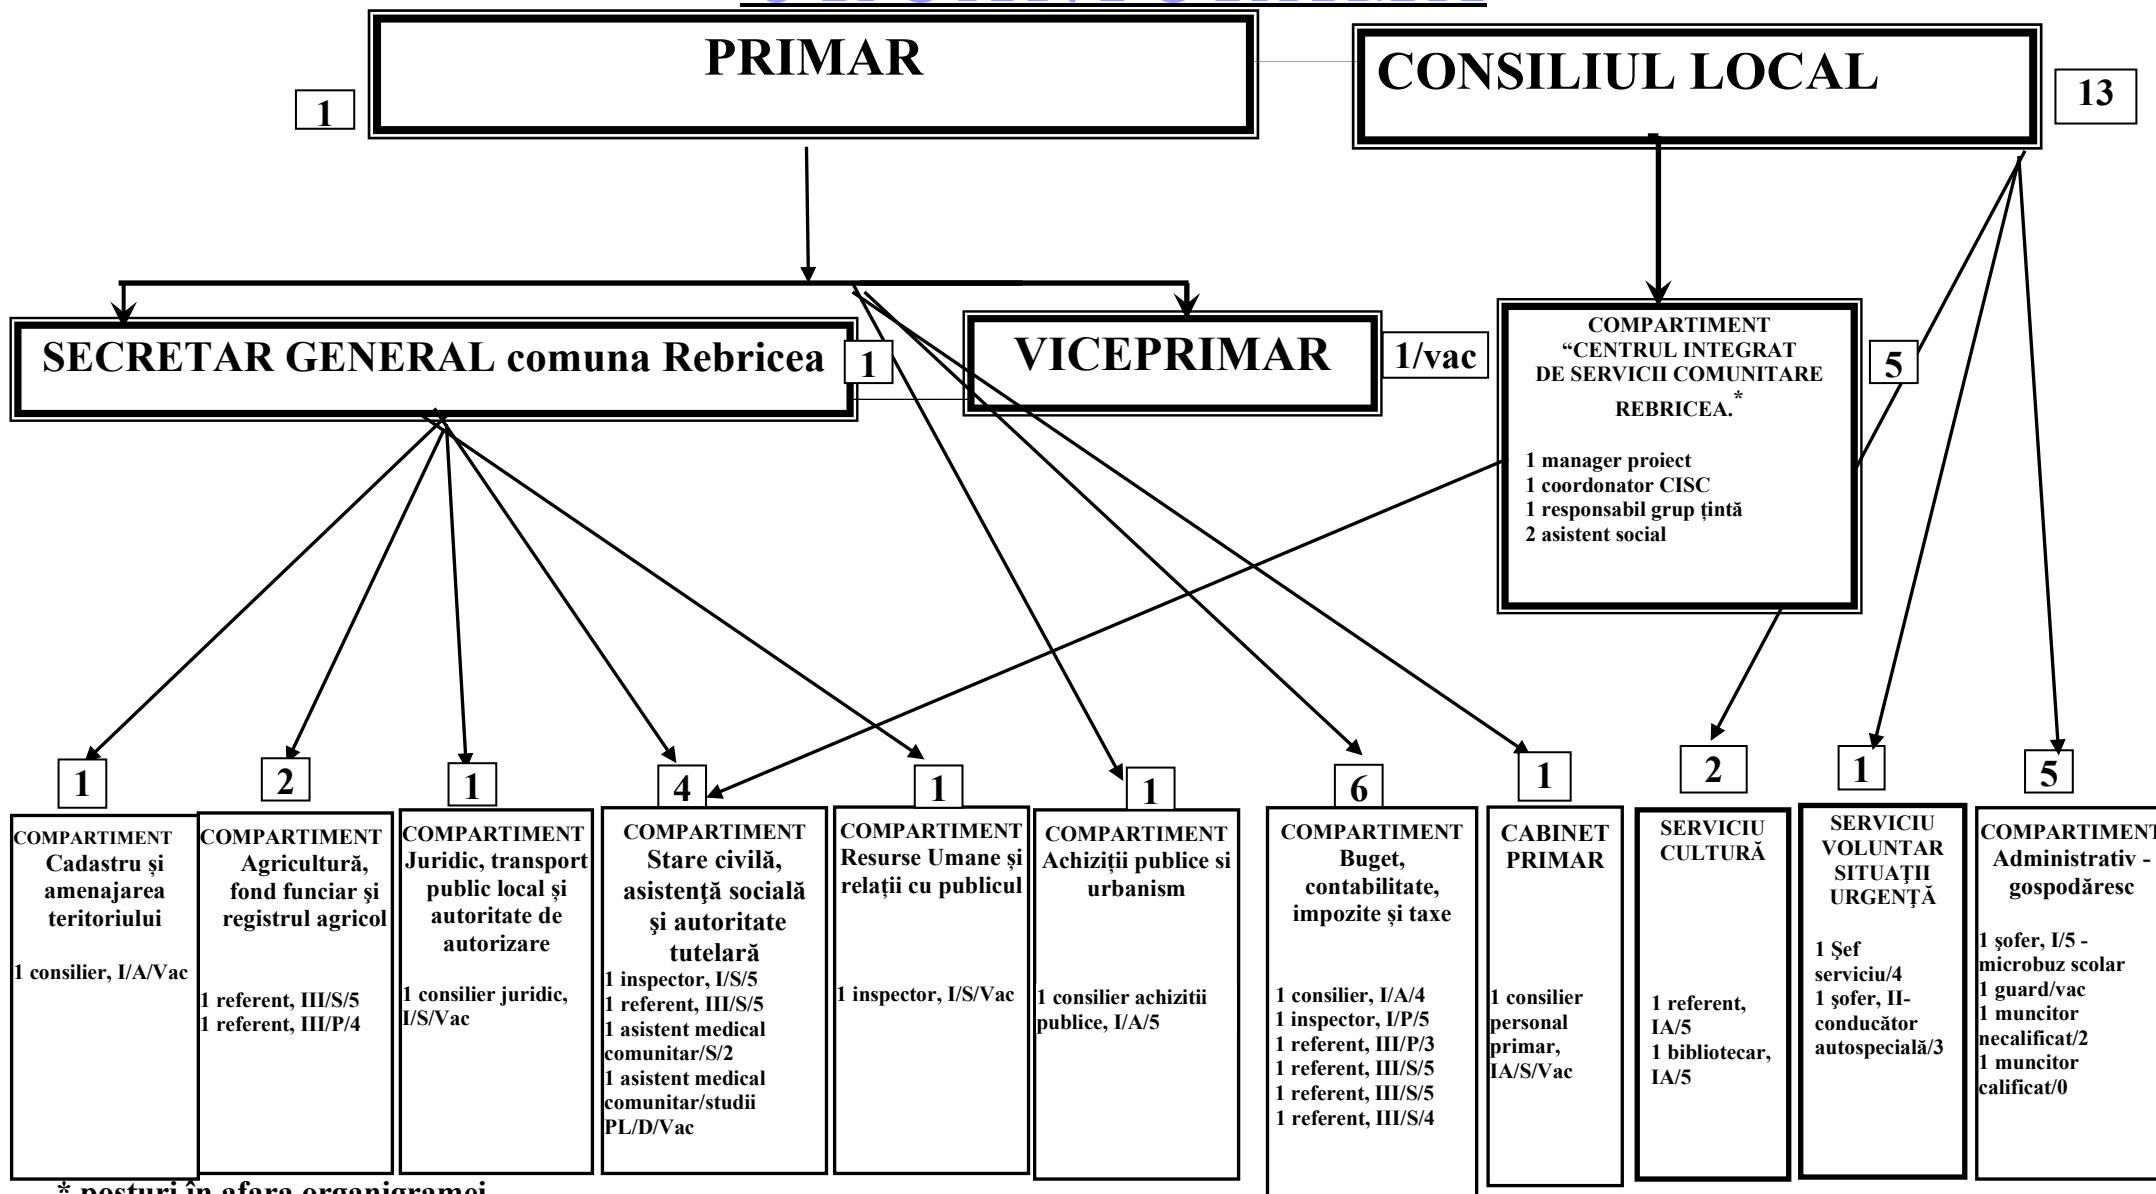 PRIMAR
1
CONSILIUL LOCAL
13
SECRETAR GENERAL comuna Rebricea
1
VICEPRIMAR
1/vac
COMPARTIMENT
“CENTRUL INTEGRAT
DE SERVICII COMUNITARE
REBRICEA.*
1 manager proiect
1 coordonator CISC
1 responsabil grup țintă
2 asistent social
5
1
COMPARTIMENT
Cadastru și
amenajarea
teritoriului
1 consilier, I/A/Vac
2
COMPARTIMENT
Agricultură,
fond funciar şi
registrul agricol
1 referent, III/S/5
1 referent, III/P/4
1
COMPARTIMENT
Juridic, transport
public local și
autoritate de
autorizare
1 consilier juridic,
I/S/Vac
4
COMPARTIMENT
Stare civilă,
asistenţă socială
şi autoritate
tutelară
1 inspector, I/S/5
1 referent, III/S/5
1 asistent medical
comunitar/S/2
1 asistent medical
comunitar/studii
PL/D/Vac
1
COMPARTIMENT
Resurse Umane și
relații cu publicul
1 inspector, I/S/Vac
1
COMPARTIMENT
Achiziții publice si
urbanism
1 consilier achizitii
publice, I/A/5
6
COMPARTIMENT
Buget,
contabilitate,
impozite și taxe
1 consilier, I/A/4
1 inspector, I/P/5
1 referent, III/P/3
1 referent, III/S/5
1 referent, III/S/5
1 referent, III/S/4
1
CABINET
PRIMAR
1 consilier
personal
primar,
IA/S/Vac
2
SERVICIU
CULTURĂ
1 referent,
IA/5
1 bibliotecar,
IA/5
1
SERVICIU
VOLUNTAR
SITUAŢII
URGENŢĂ
1 Şef
serviciu/4
1 şofer, II-
conducător
autospecială/3
5
COMPARTIMENT
Administrativ -
gospodăresc
1 şofer, I/5 -
microbuz scolar
1 guard/vac
1 muncitor
necalificat/2
1 muncitor
calificat/0
* posturi în afara organigramei